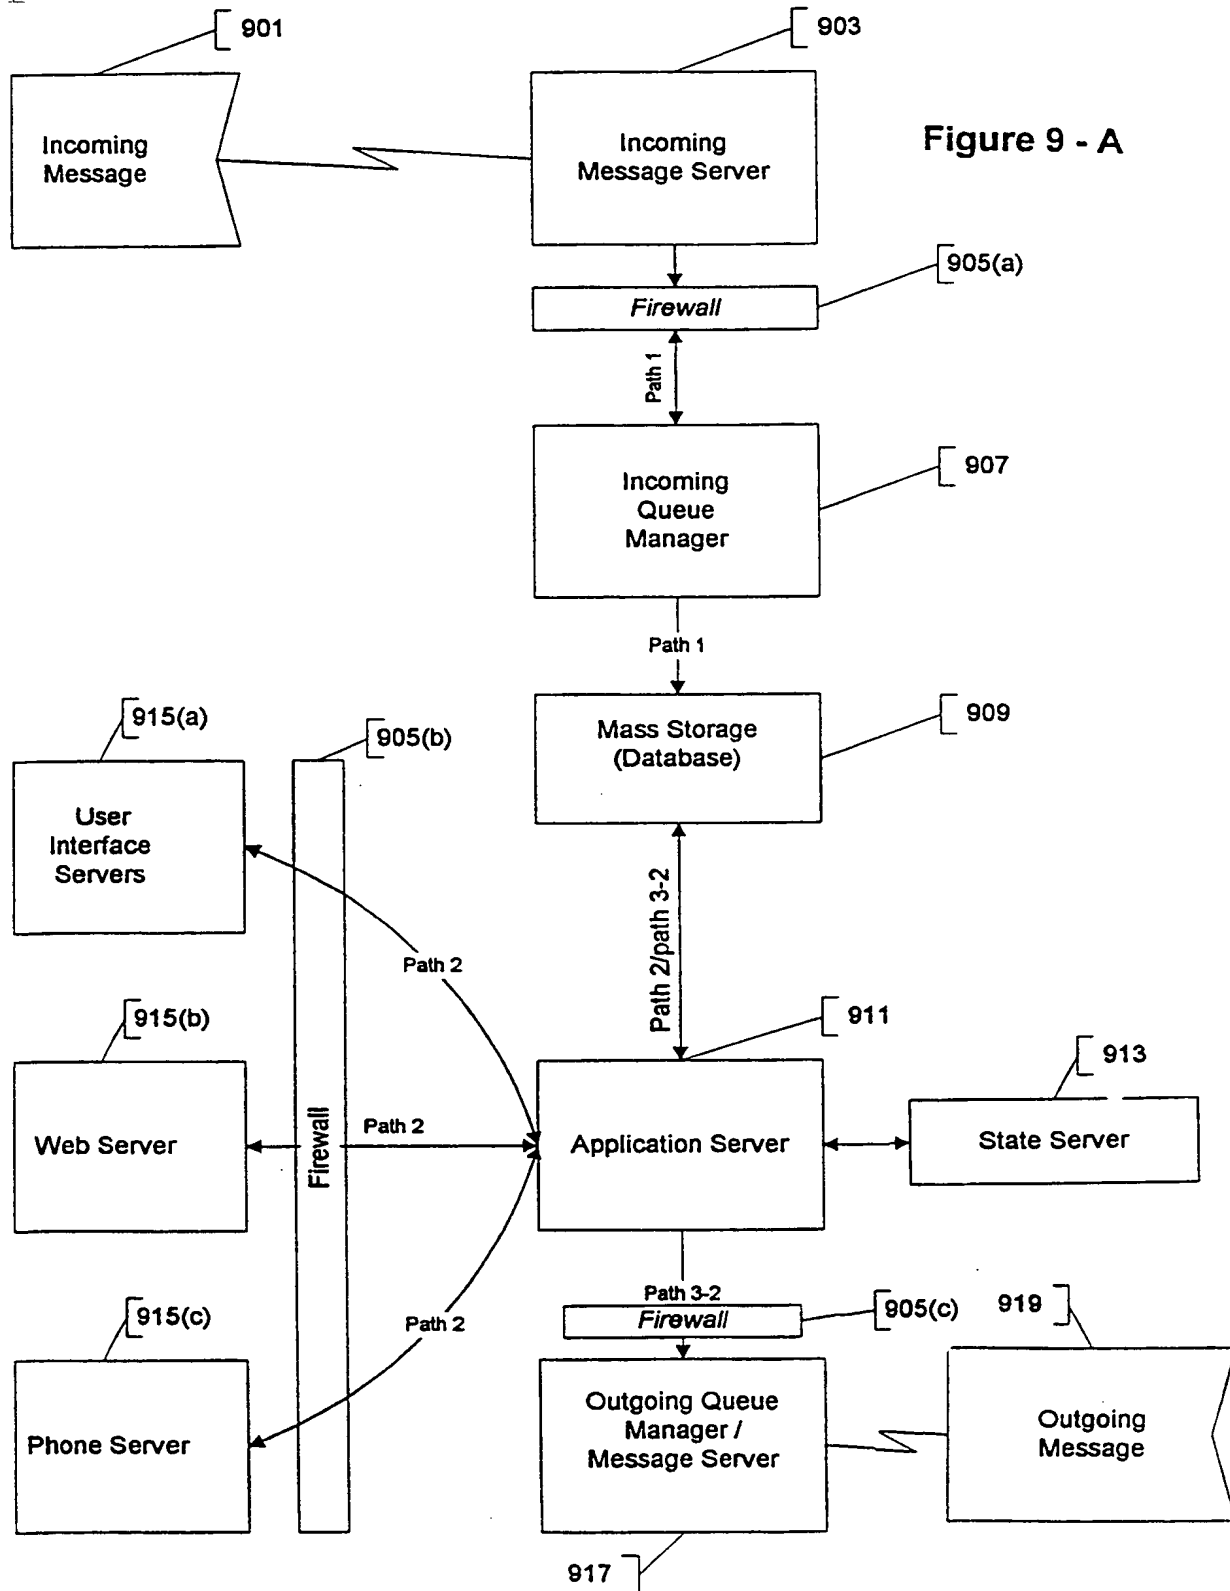 901
903
Incoming
Message
Incoming
Message Server
Figure 9 - A
905(a)
Firewall
Path 1
907
Incoming
Queue
Manager
Path 1
915(a)
905(b)
909
Mass Storage
(Database)
User
Interface
Servers
Path 2/path 3-2
Path 2
915(b)
911
913
Web Server
Firewall
Path 2
Application Server
State Server
Path 3-2
915(c)
Path 2
Firewall
905(c)
919
Phone Server
Outgoing Queue
Manager /
Message Server
Outgoing
Message
917